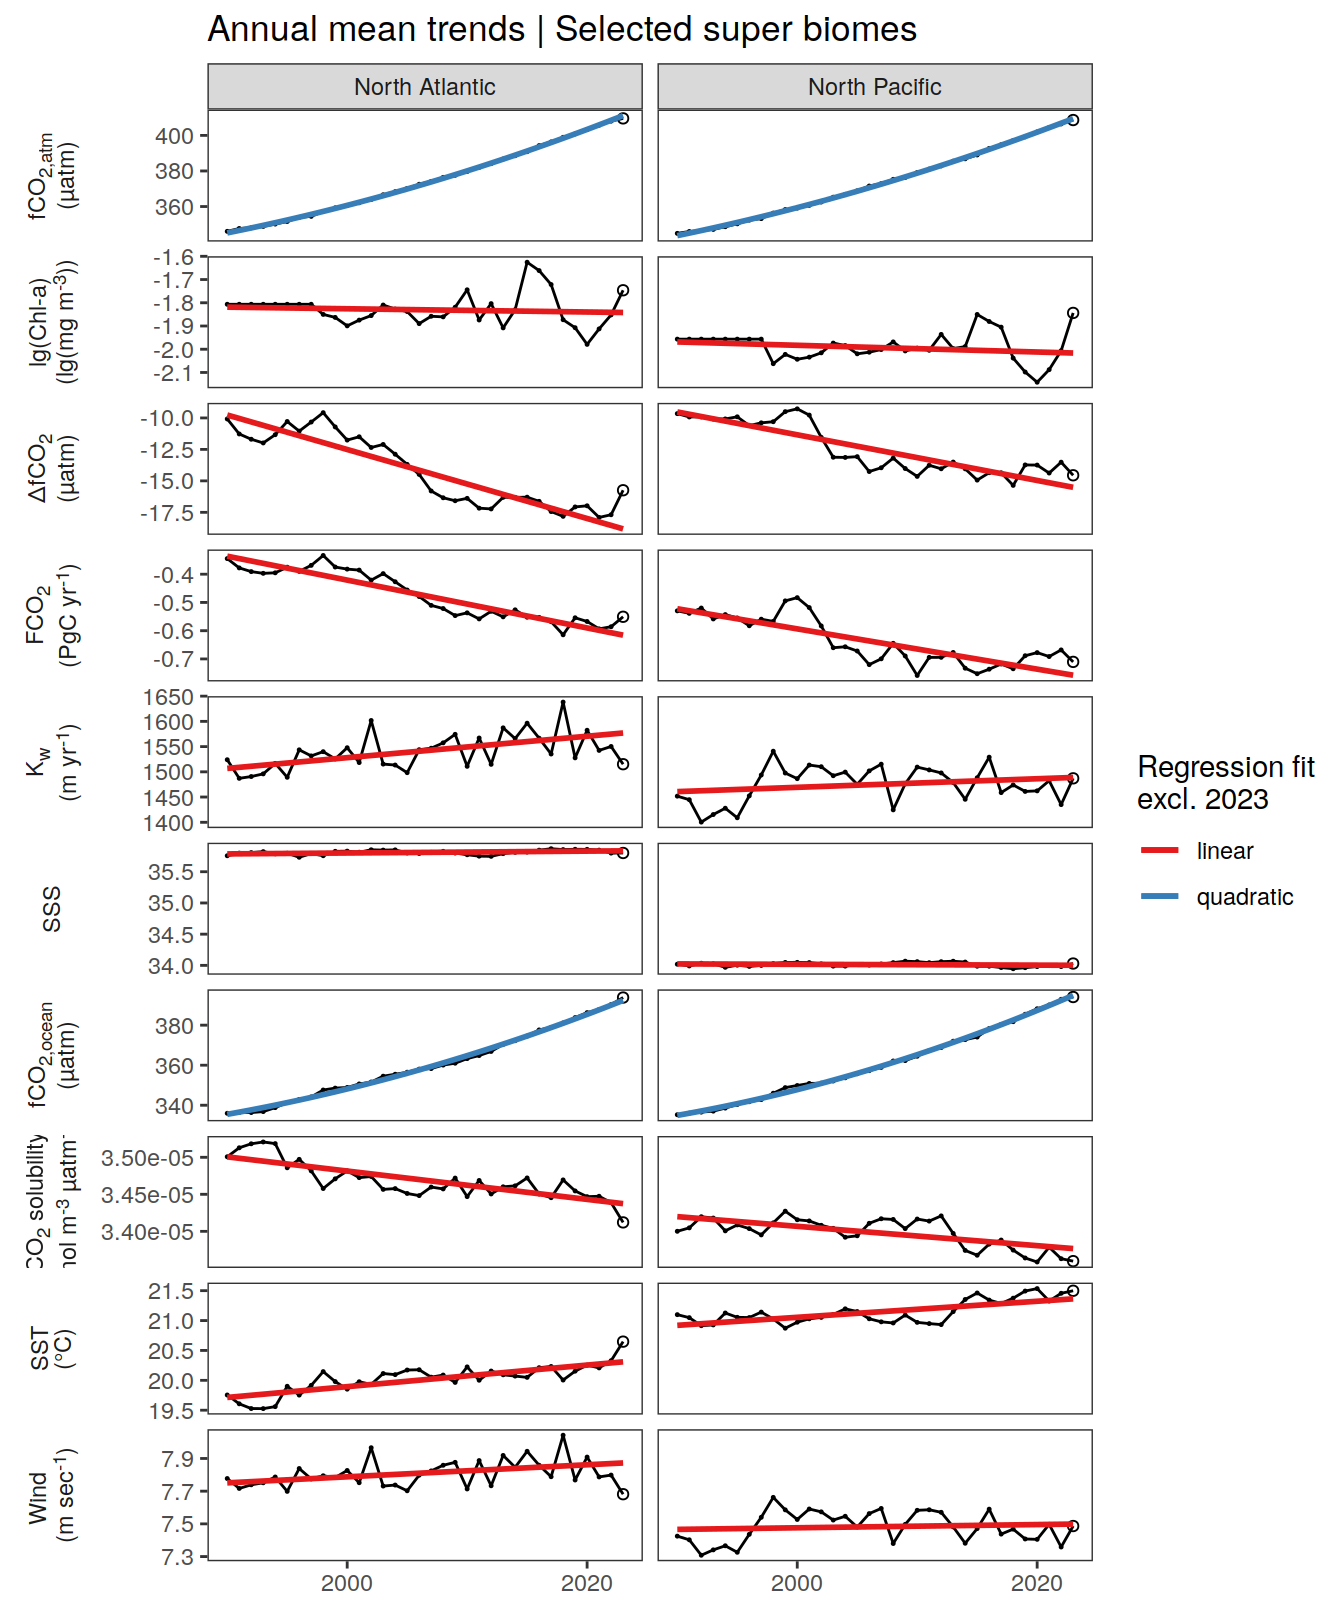 Annual mean trends | Selected super biomes
North Atlantic
North Pacific
fCO2,atm
(µatm)
400
380
360
lg(Chl-a)
(lg(mg m-3))
-1.6
-1.7
-1.8
-1.9
-2.0
-2.1
ΔfCO2
(µatm)
-10.0
-12.5
-15.0
-17.5
FCO2
(PgC yr-1)
-0.4
-0.5
-0.6
-0.7
Kw
(m yr-1)
1650
1600
1550
1500
1450
1400
SSS
35.5
35.0
34.5
34.0
fCO2,ocean
(µatm)
380
360
340
CO2 solubility
m-3 µatm-
3.50e-05
3.45e-05
3.40e-05
SST
(°C)
21.5
21.0
20.5
20.0
19.5
Wind
(m sec-1)
7.9
7.7
7.5
7.3
2000
2020
2000
2020
Regression fit
excl. 2023
linear
quadratic